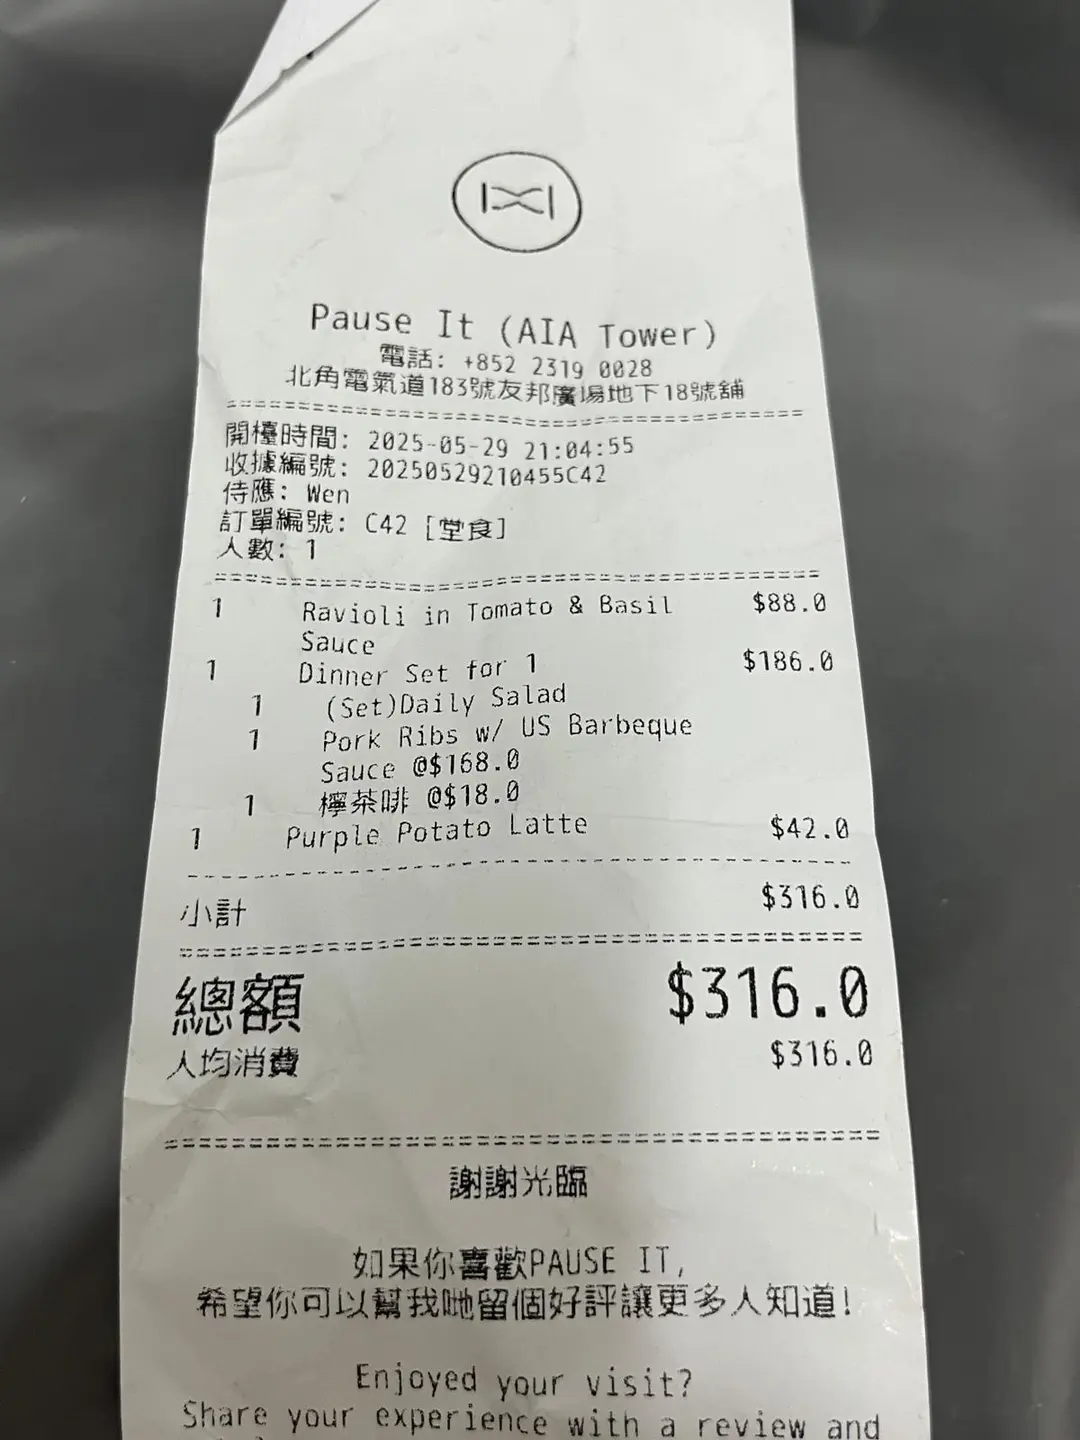 Pause It (AIA Tower)
電話: +852 2319 0028
北角電氣道183號友邦廣場地下18號舖
開檯時間: 2025-05-29 21:04:55
收據編號: 20250529210455C42
侍應: Wen
訂單編號: C42 [堂食]
人數: 1
1 Ravioli in Tomato & Basil $88.0
Sauce
1 Dinner Set for 1 $186.0
1 (Set)Daily Salad
1 Pork Ribs w/ US Barbeque
Sauce @$168.0
1 檸茶啡 @$18.0
1 Purple Potato Latte $42.0
小計 $316.0
總額 $316.0
人均消費 $316.0
謝謝光臨
如果你喜歡PAUSE IT,
希望你可以幫我哋留個好評讓更多人知道!
Enjoyed your visit?
Share your experience with a review and